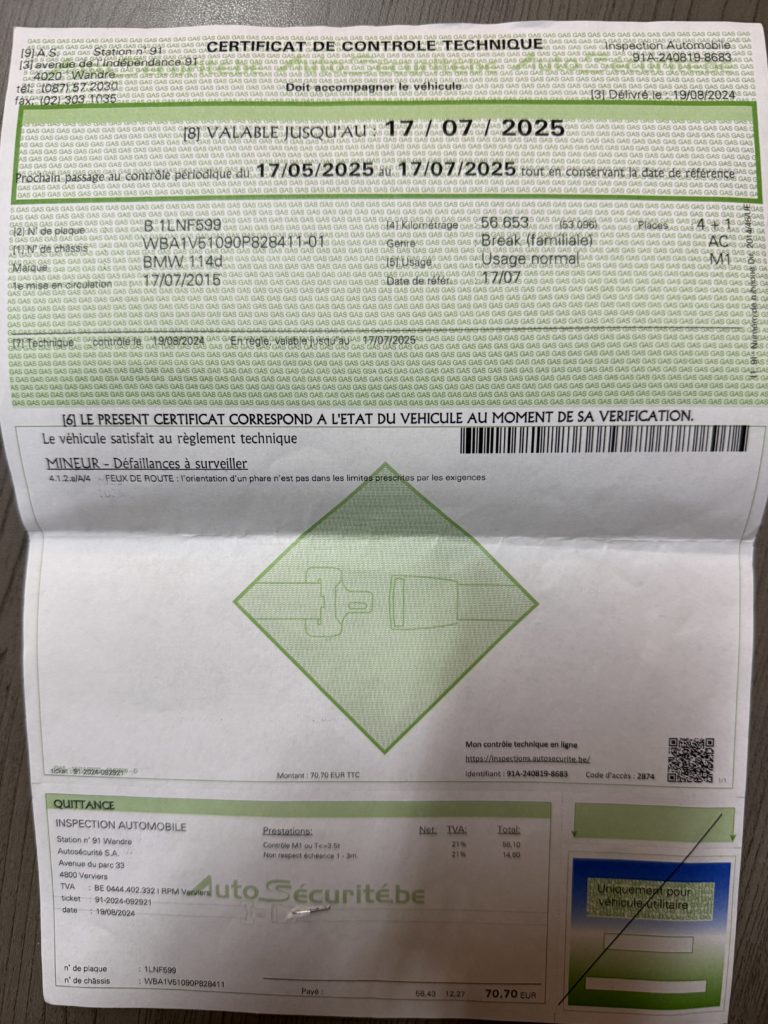 CERTIFICAT DE CONTROLE TECHNIQUE
[9] A.S. Station n° 91
[3] avenue de l'Indépendance 91
4020 Wandre
tél: (087) 57.2030
fax: (02) 303.1035
Doit accompagner le véhicule
Inspection Automobile
91A-240819-8683
[3] Délivré le : 19/08/2024
[8] VALABLE JUSQU'AU : 17 / 07 / 2025
Prochain passage au contrôle périodique du 17/05/2025 au 17/07/2025 tout en conservant la date de référence
[2] N° de plaque B 1LNF599 [4] Kilométrage 56 653 (53 096) Places 4 + 1
[1] N° de châssis WBA1V51090P828411-01 Genre Break (familiale) AC
Marque BMW 114d [5] Usage Usage normal M1
1e mise en circulation 17/07/2015 Date de référ. 17/07
[7] Technique contrôlé le 19/08/2024 En règle, valable jusqu'au 17/07/2025
[6] LE PRESENT CERTIFICAT CORRESPOND A L'ETAT DU VEHICULE AU MOMENT DE SA VERIFICATION.
Le véhicule satisfait au règlement technique
MINEUR - Défaillances à surveiller
4.1.2.a/A/4 - FEUX DE ROUTE : l'orientation d'un phare n'est pas dans les limites prescrites par les exigences
Mon contrôle technique en ligne
https://inspections.autosecurite.be/
Identifiant : 91A-240819-8683 Code d'accès : 2874
1/1
ticket : 91-2024-092921
Montant : 70,70 EUR TTC
QUITTANCE
INSPECTION AUTOMOBILE
Station n° 91 Wandre
Autosécurité S.A.
Avenue du parc 33
4800 Verviers
TVA : BE 0444.402.332 | RPM Verviers
ticket : 91-2024-092921
date : 19/08/2024
Prestations: Net. TVA: Total:
Contrôle M1 ou T<=3.5t 21% 56,10
Non respect échéance 1 - 3m. 21% 14,60
AutoSécurité.be
n° de plaque : 1LNF599
n° de châssis : WBA1V51090P828411
Payé : 58,43 12,27 70,70 EUR
Uniquement pour
véhicule utilitaire